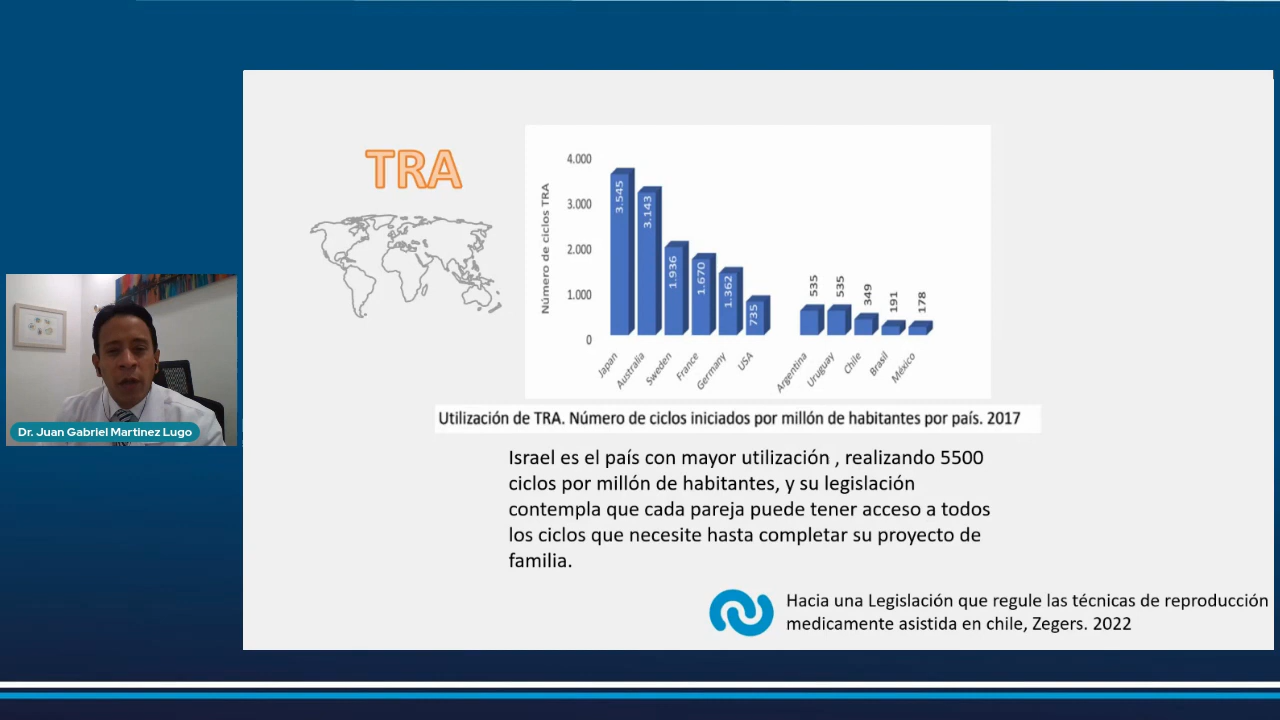 TRA
Número de ciclos TRA
4.000
3.000
2.000
1.000
0
3.545
3.143
1.936
1.670
1.362
735
535
535
349
191
178
Japan
Australia
Sweden
France
Germany
USA
Argentina
Uruguay
Chile
Brasil
México
Utilización de TRA. Número de ciclos iniciados por millón de habitantes por país. 2017
Dr. Juan Gabriel Martinez Lugo
Israel es el país con mayor utilización , realizando 5500
ciclos por millón de habitantes, y su legislación
contempla que cada pareja puede tener acceso a todos
los ciclos que necesite hasta completar su proyecto de
familia.
Hacia una Legislación que regule las técnicas de reproducción
medicamente asistida en chile, Zegers. 2022